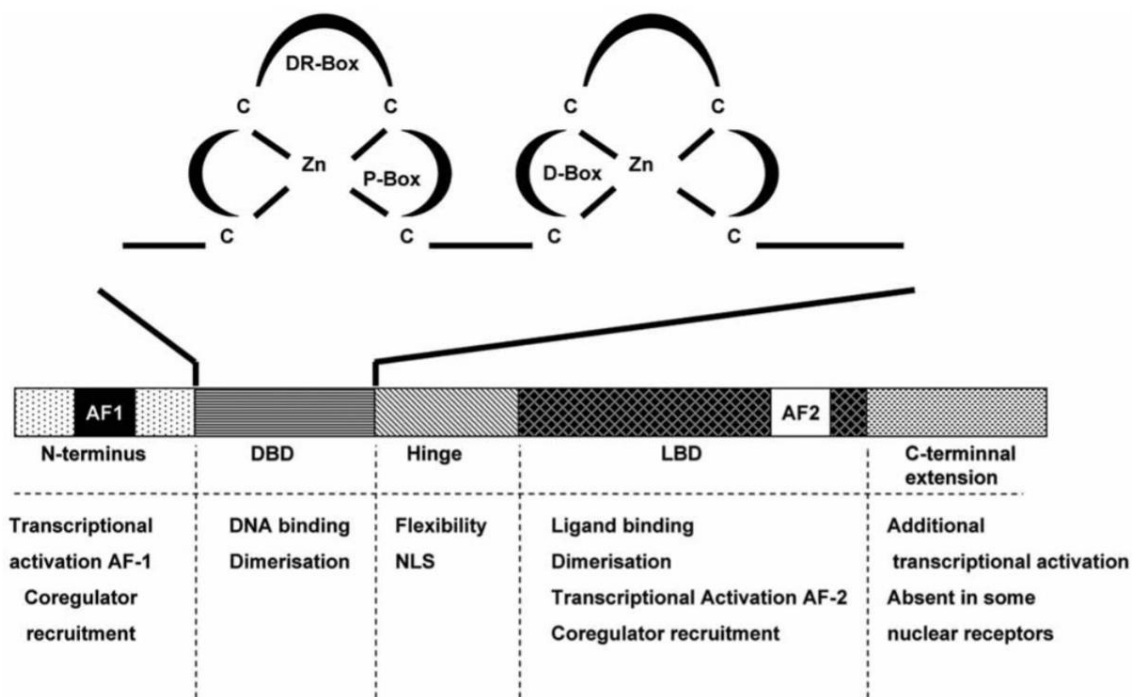 DR-Box
C C C C
Zn P-Box D-Box Zn
C C C C
AF1 AF2
N-terminus DBD Hinge LBD C-terminnal
extension
Transcriptional DNA binding Flexibility Ligand binding Additional
activation AF-1 Dimerisation NLS Dimerisation transcriptional activation
Coregulator Transcriptional Activation AF-2 Absent in some
recruitment Coregulator recruitment nuclear receptors